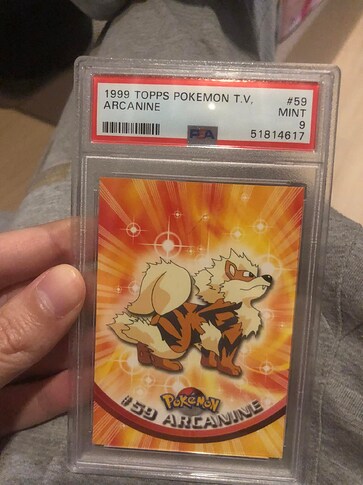 1999 TOPPS POKEMON T.V. #59
ARCANINE MINT
9
PSA 51814617
POKéMON
#59 ARCANINE